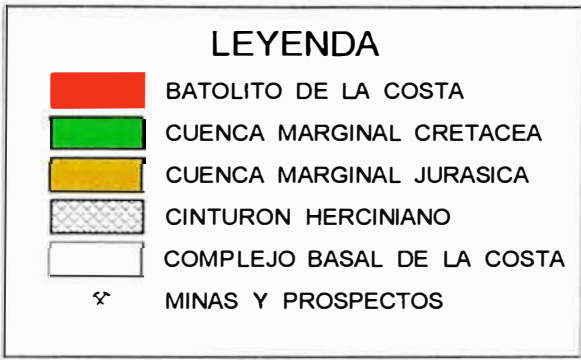 LEYENDA
BATOLITO DE LA COSTA
CUENCA MARGINAL CRETACEA
CUENCA MARGINAL JURASICA
CINTURON HERCINIANO
COMPLEJO BASAL DE LA COSTA
MINAS Y PROSPECTOS